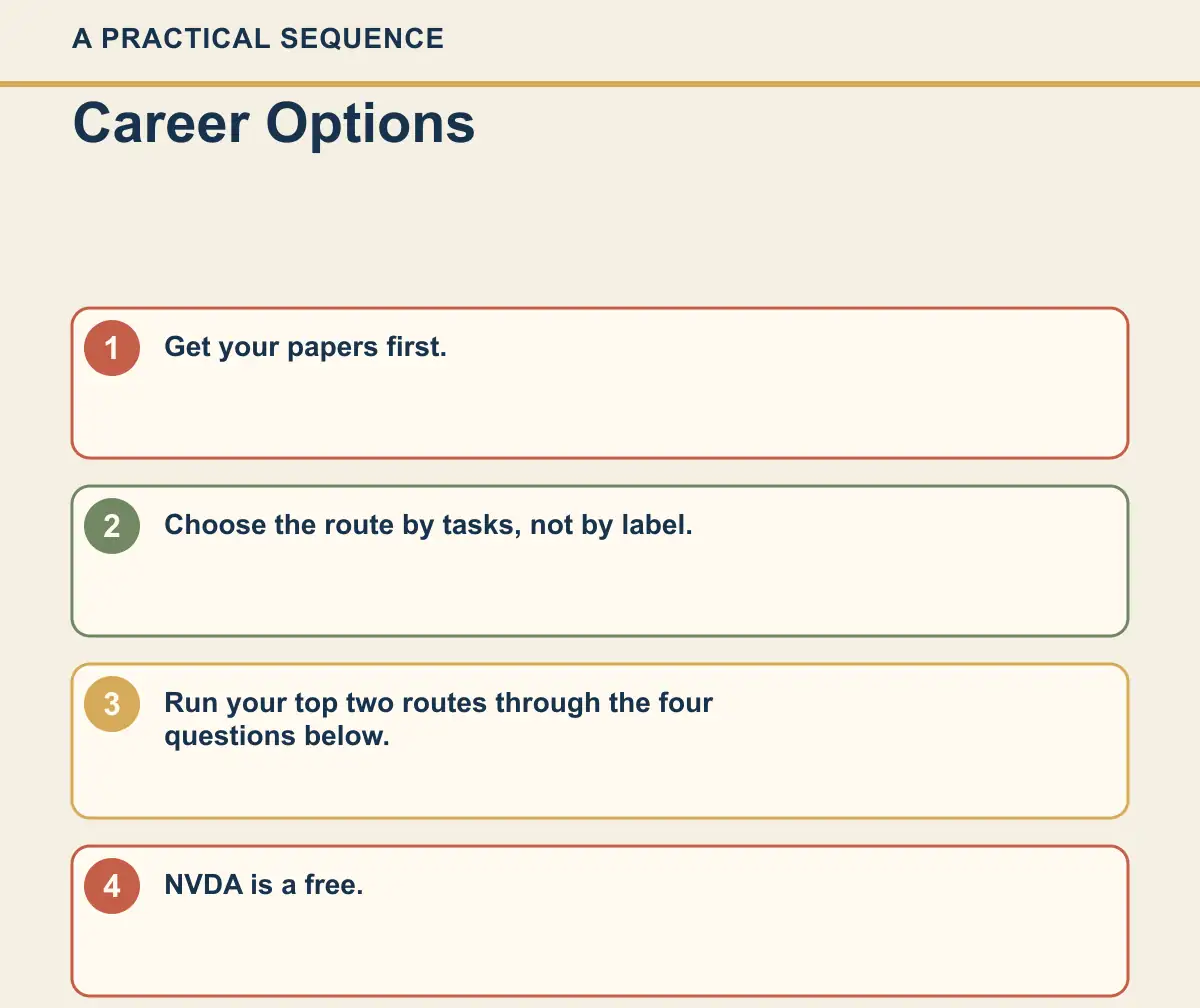 A PRACTICAL SEQUENCE
Career Options
1
Get your papers first.
2
Choose the route by tasks, not by label.
3
Run your top two routes through the four
questions below.
4
NVDA is a free.